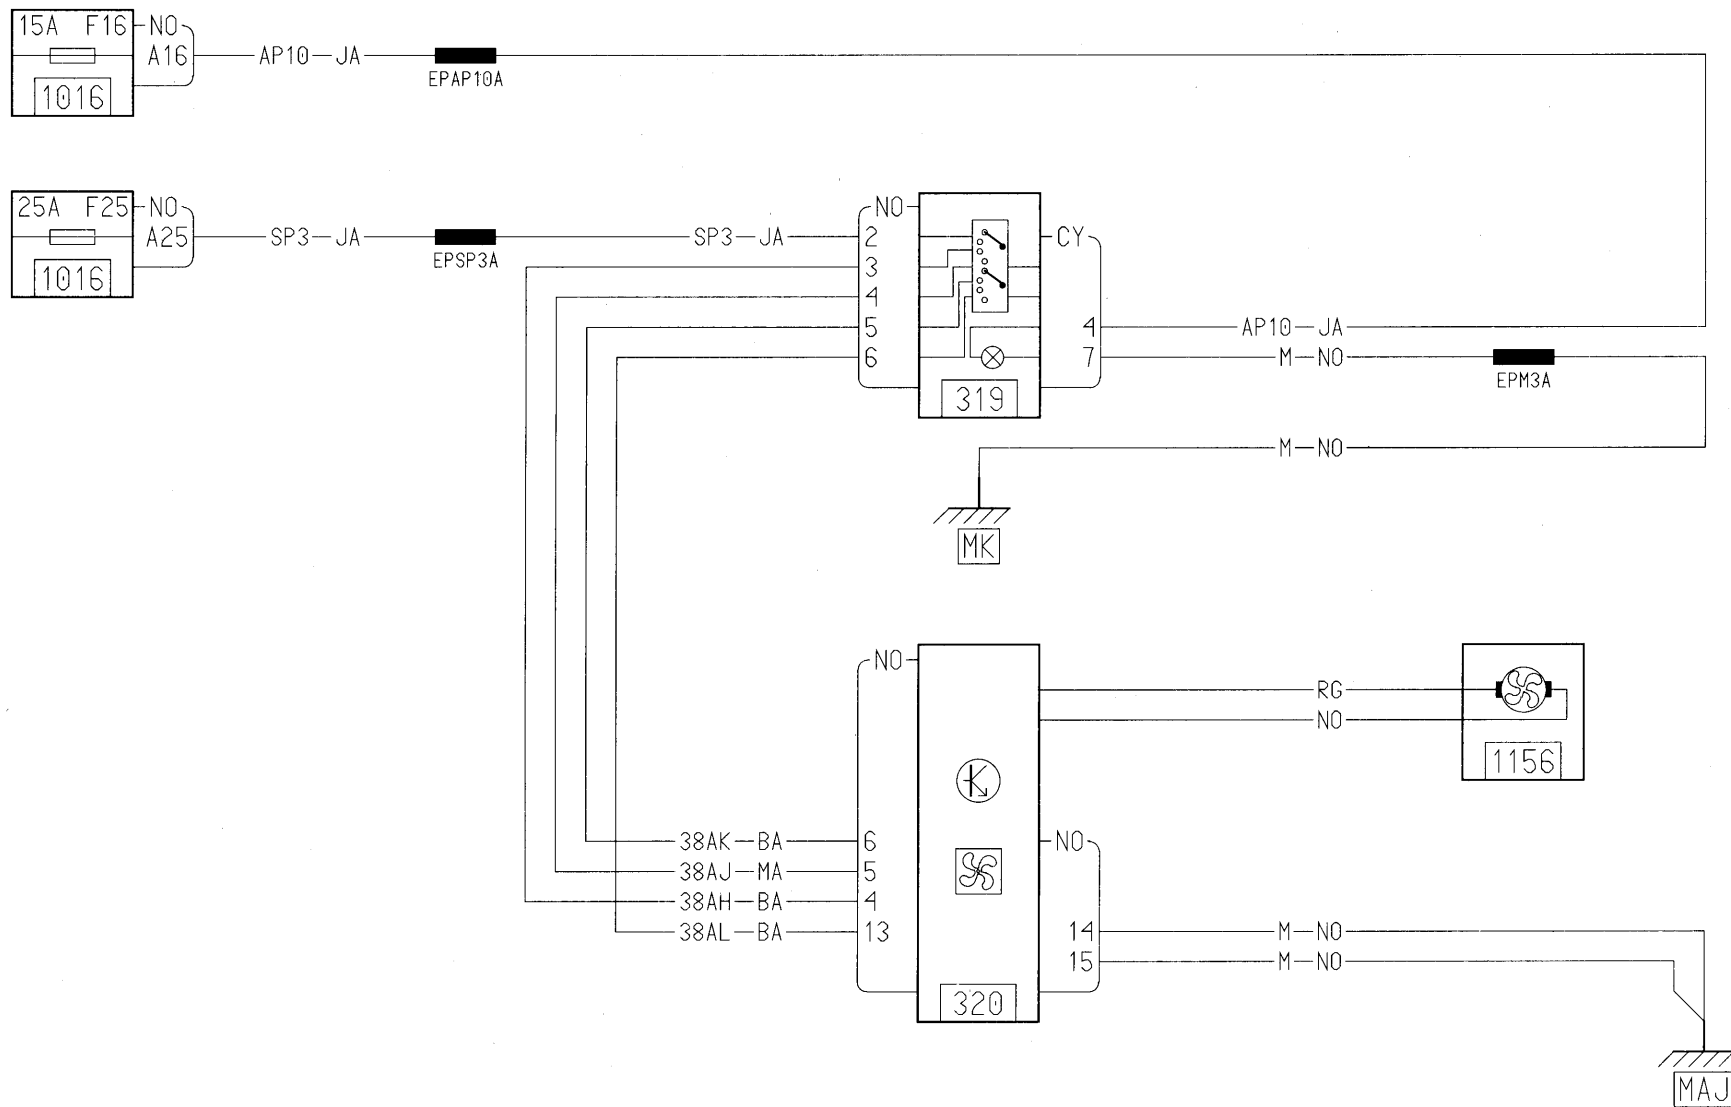 15A F16 NO
A16 AP10 JA
EPAP10A
1016
25A F25 NO
A25 SP3 JA SP3 JA
EPSP3A
1016
NO
2
3
4
5
6
CY
4 AP10 JA
7 M NO
EPM3A
319
M NO
MK
NO
RG
NO
1156
38AK BA 6
38AJ MA 5
38AH BA 4
38AL BA 13
NO
14 M NO
15 M NO
320
MAJ